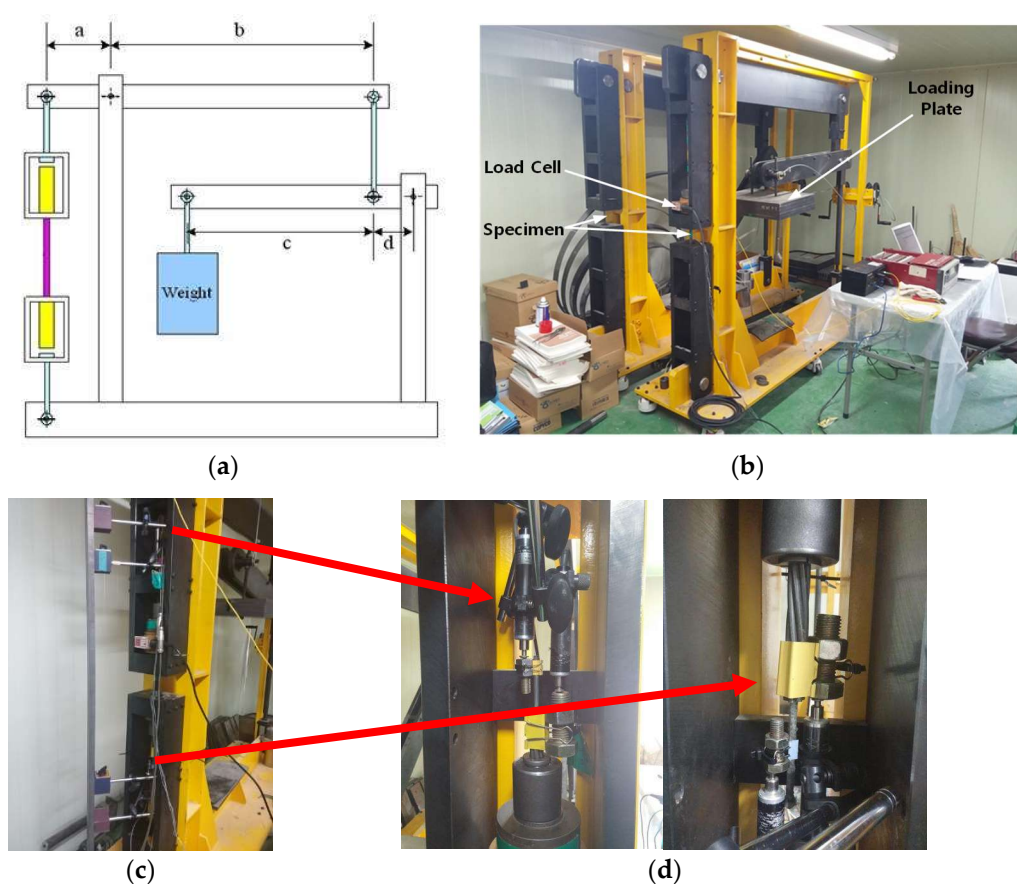 a
b
c
d
Weight
(a)
Loading
Plate
Load Cell
Specimen
(b)
(c)
(d)